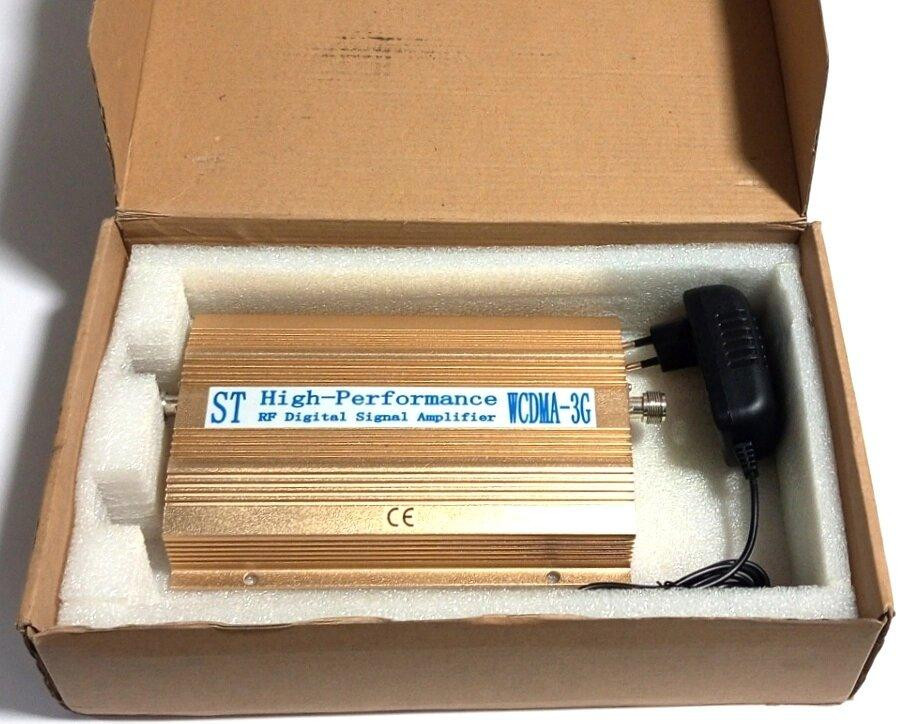 ST High-Performance WCDMA-3G
RF Digital Signal Amplifier
CE